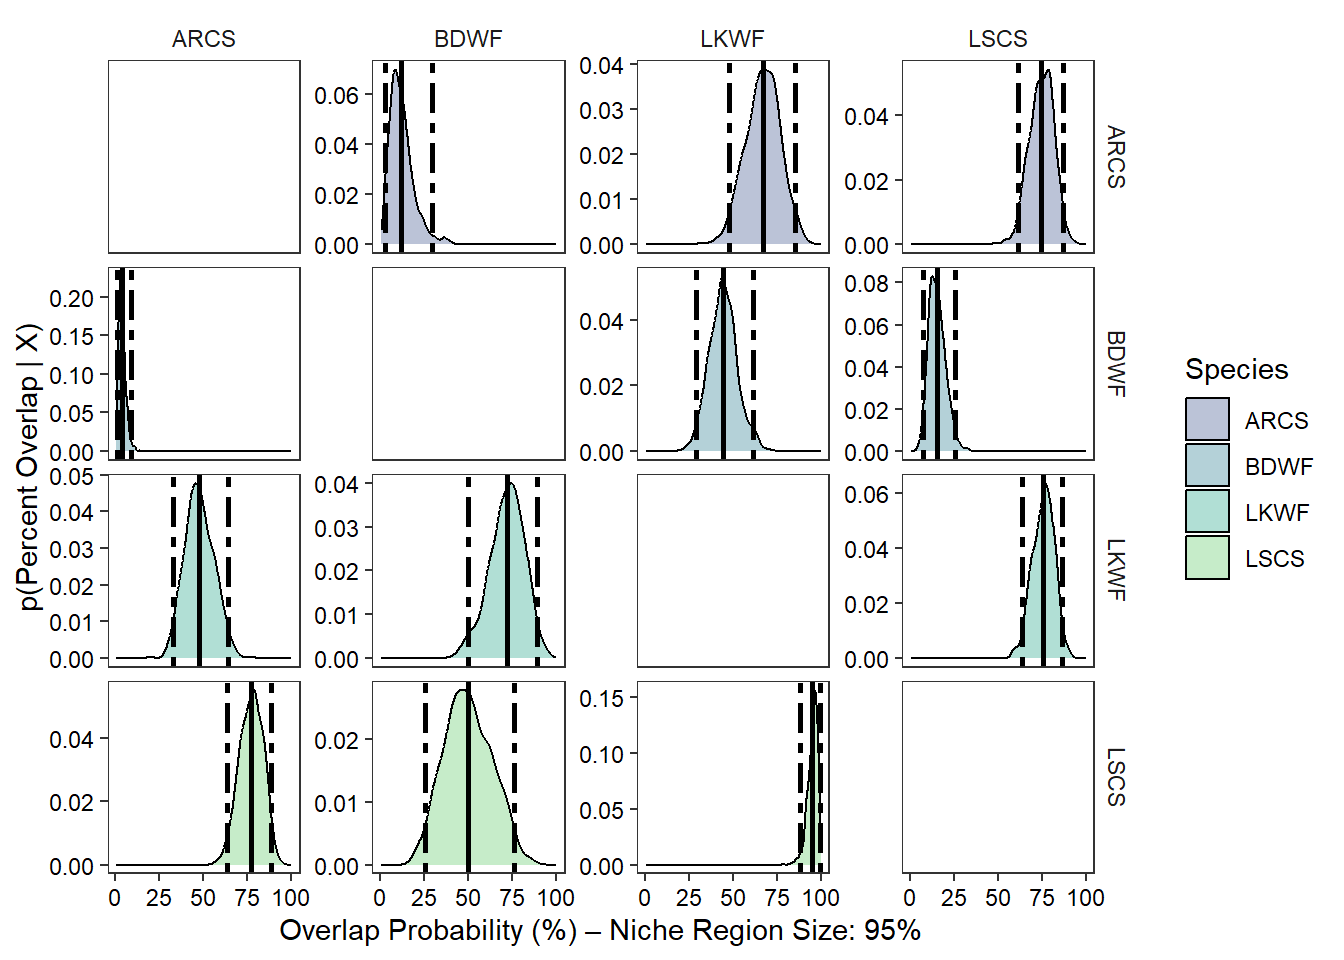 ARCS BDWF LKWF LSCS
0.06 0.04 0.02 0.00
0.04 0.03 0.02 0.01 0.00
0.04 0.02 0.00
ARCS
0.20 0.15 0.10 0.05 0.00
0.04 0.02 0.00
0.08 0.06 0.04 0.02 0.00
BDWF
0.05 0.04 0.03 0.02 0.01 0.00
0.04 0.03 0.02 0.01 0.00
0.06 0.04 0.02 0.00
LKWF
0.04 0.02 0.00
0.02 0.01 0.00
0.15 0.10 0.05 0.00
LSCS
0 25 50 75 100 0 25 50 75 100 0 25 50 75 100 0 25 50 75 100
p(Percent Overlap | X)
Overlap Probability (%) – Niche Region Size: 95%
Species
ARCS
BDWF
LKWF
LSCS